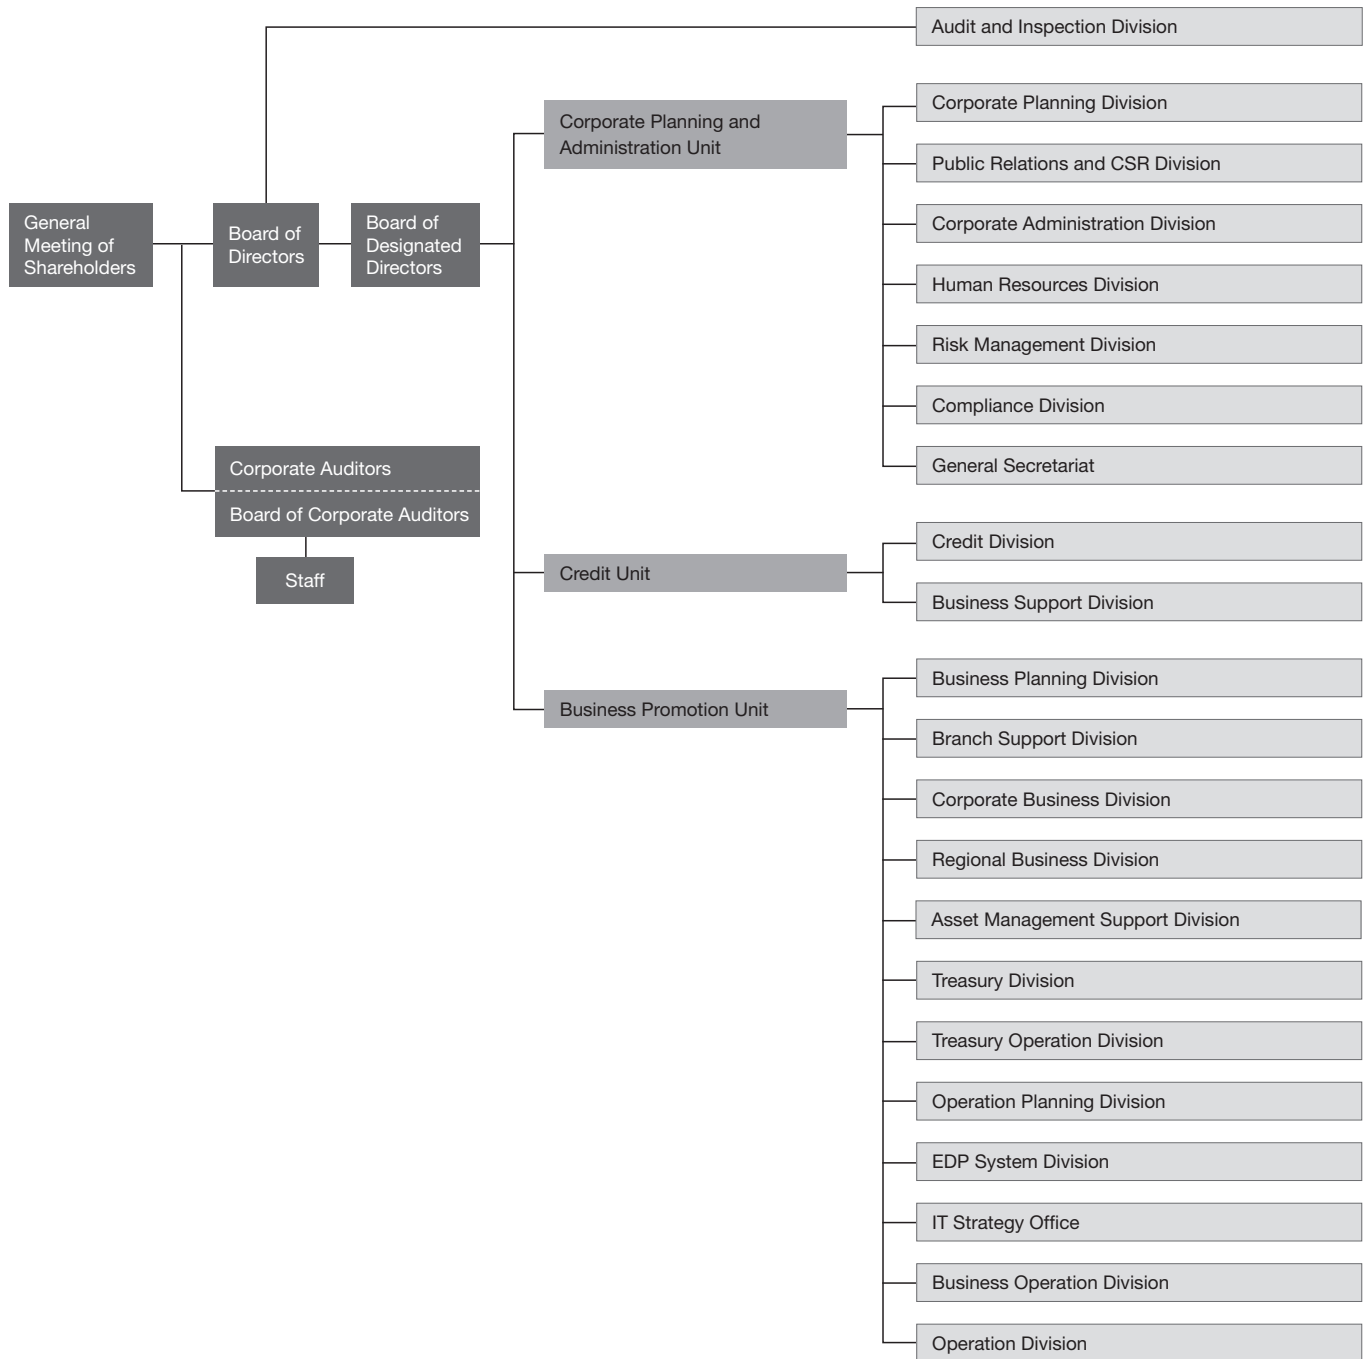 General
Meeting of
Shareholders
Board of
Directors
Board of
Designated
Directors
Corporate Auditors
Board of Corporate Auditors
Staff
Audit and Inspection Division
Corporate Planning and
Administration Unit
Corporate Planning Division
Public Relations and CSR Division
Corporate Administration Division
Human Resources Division
Risk Management Division
Compliance Division
General Secretariat
Credit Unit
Credit Division
Business Support Division
Business Promotion Unit
Business Planning Division
Branch Support Division
Corporate Business Division
Regional Business Division
Asset Management Support Division
Treasury Division
Treasury Operation Division
Operation Planning Division
EDP System Division
IT Strategy Office
Business Operation Division
Operation Division